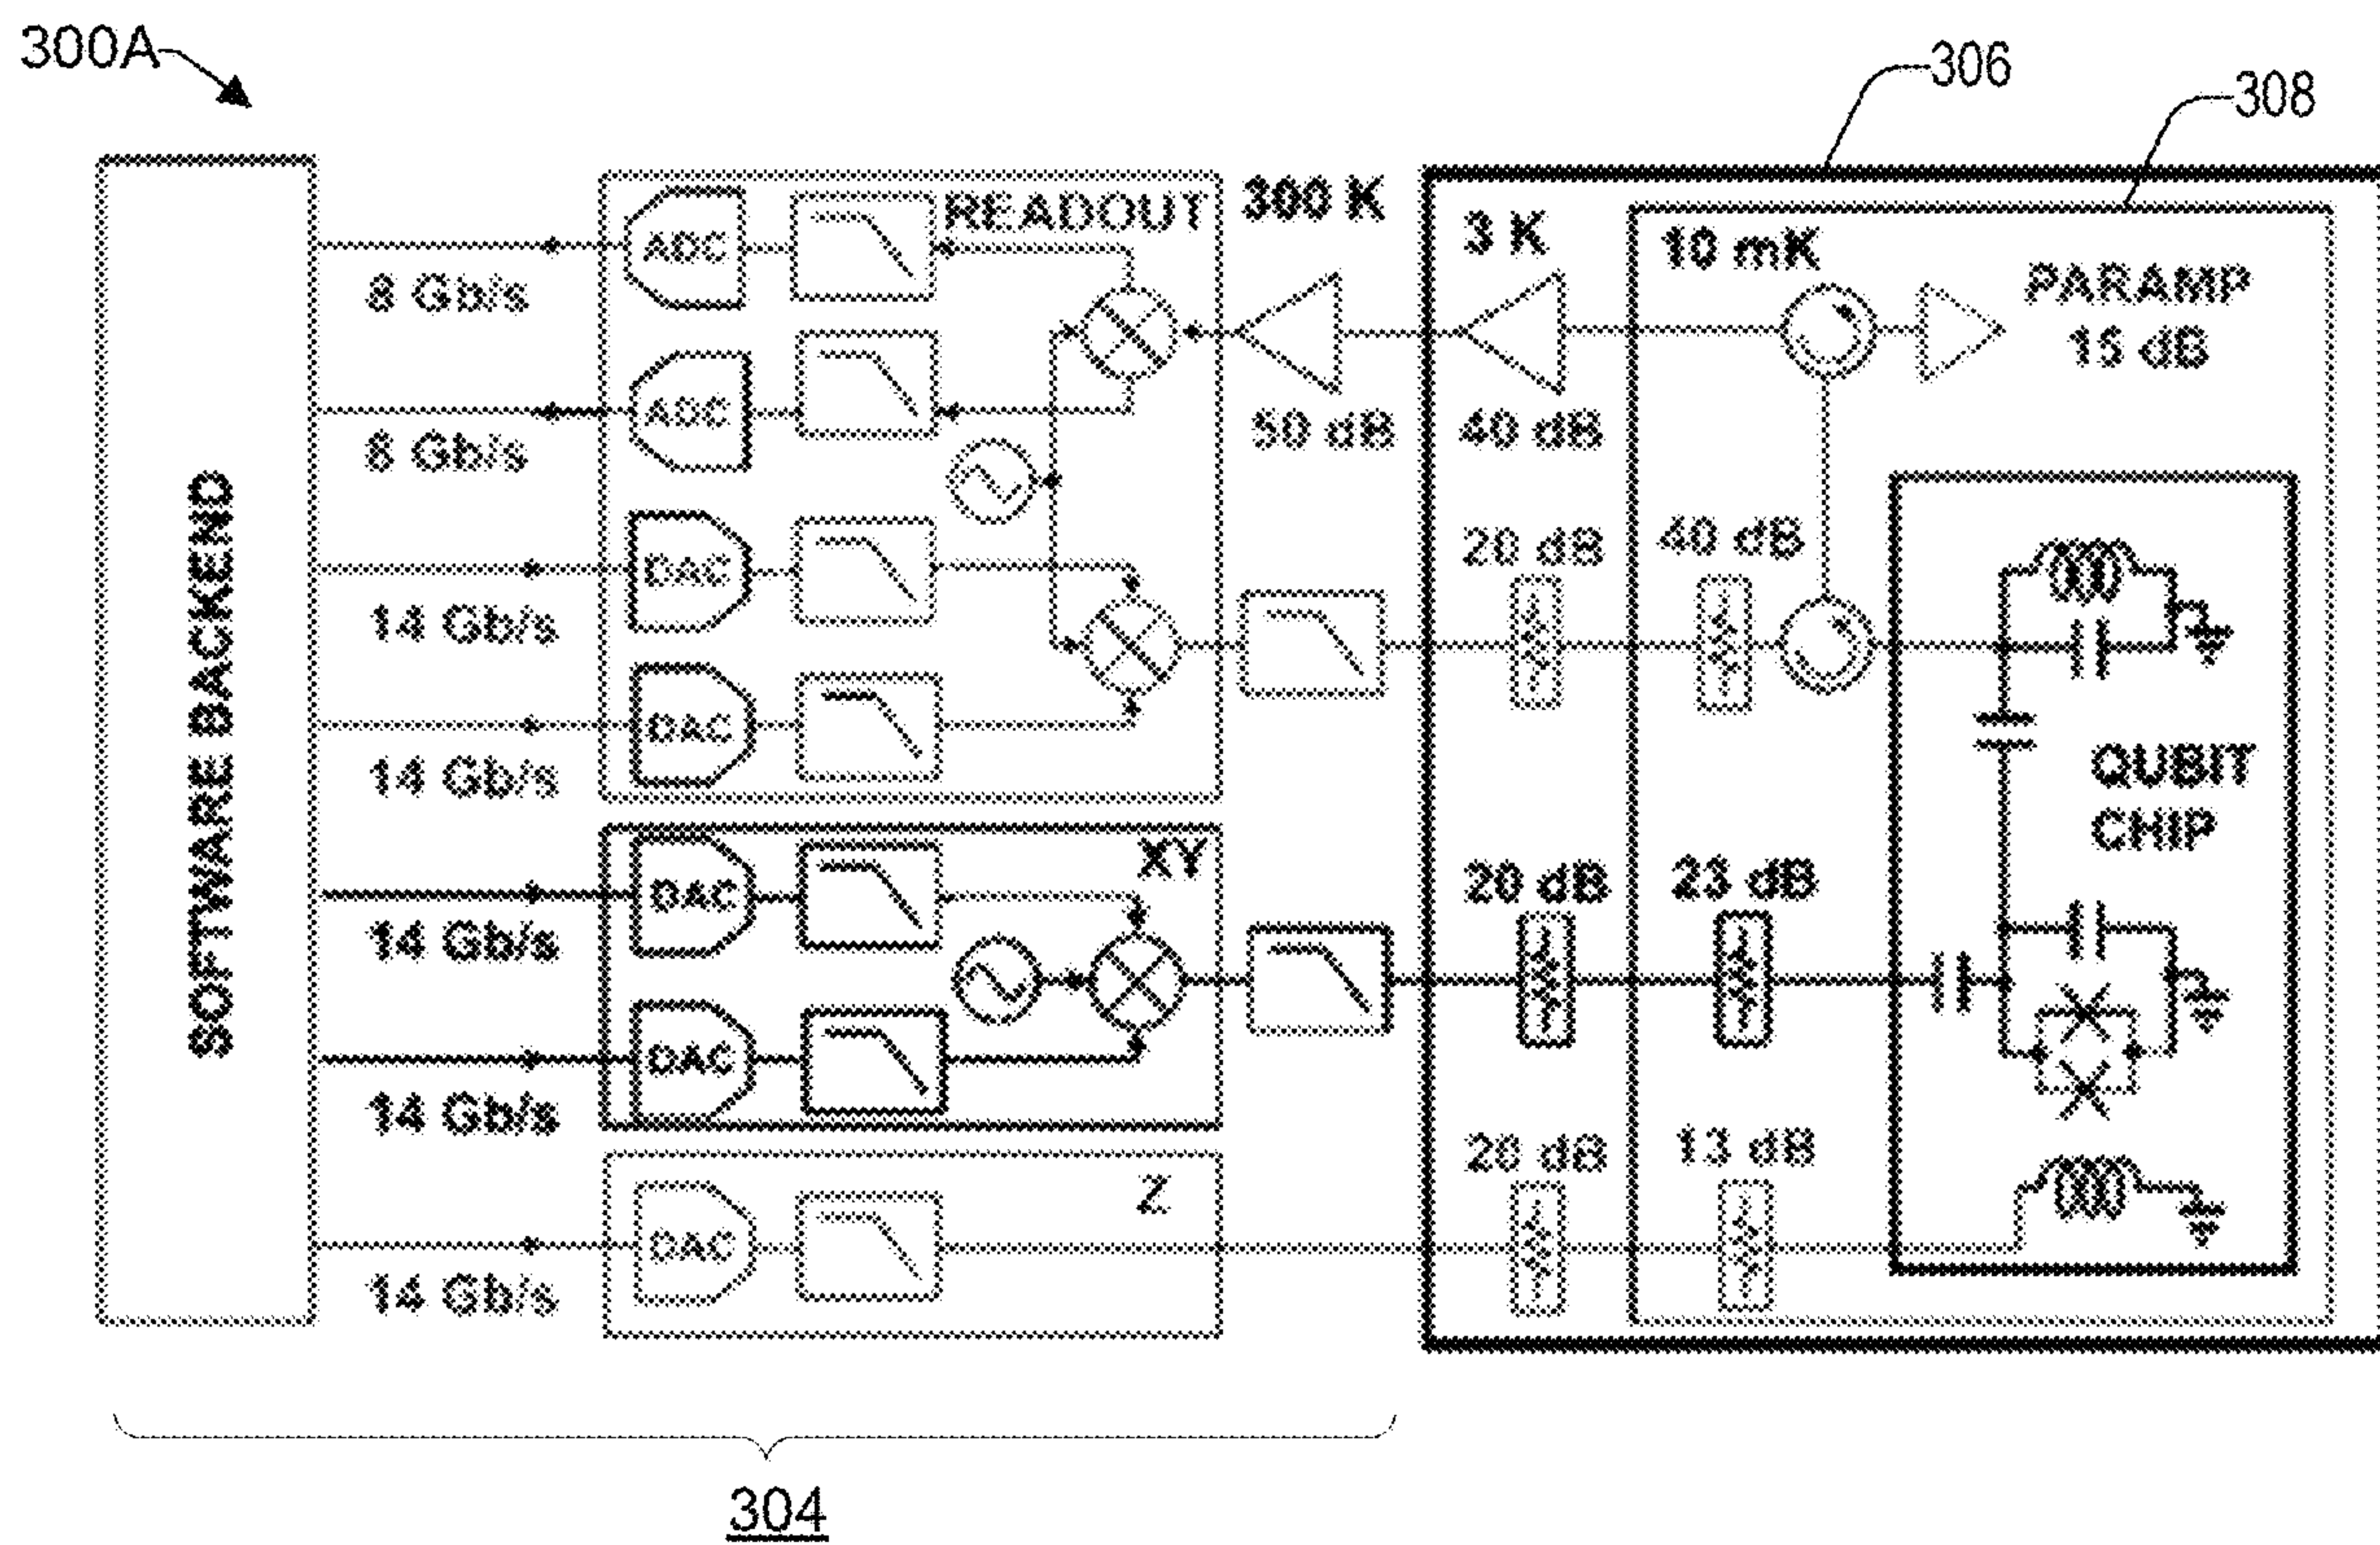 300A
306
308
READOUT
300 K
3 K
10 mK
PARAMP
15 dB
ADC
8 Gb/s
ADC
8 Gb/s
50 dB
40 dB
20 dB
40 dB
DAC
14 Gb/s
DAC
14 Gb/s
SOFTWARE BACKEND
QUBIT
CHIP
XY
DAC
14 Gb/s
20 dB
23 dB
DAC
14 Gb/s
20 dB
13 dB
Z
DAC
14 Gb/s
304